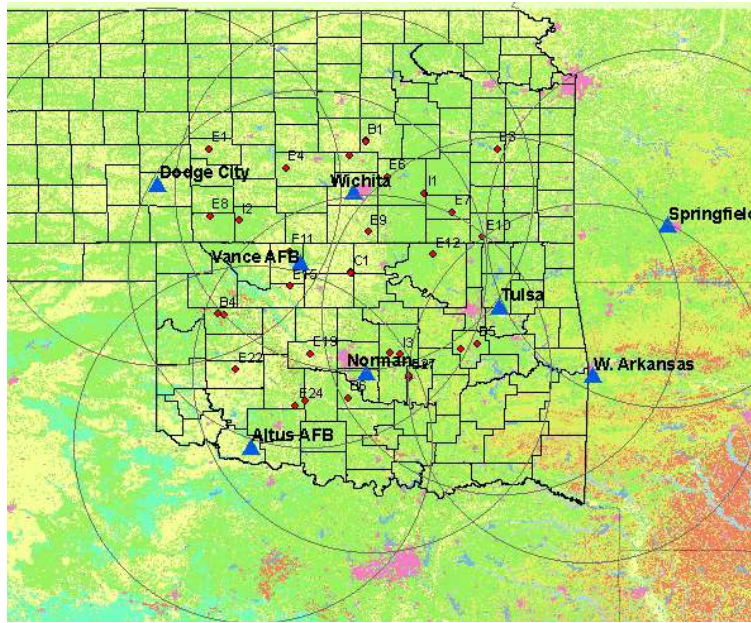 B1
E1
E3
E4
Dodge City
E6
Wichita
I1
E8
I2
E7
Springfield
E9
E10
E11
E12
Vance AFB
C1
E15
Tulsa
B4
B5
E19
I3
Norman
E27
W. Arkansas
E22
E24
B6
Altus AFB